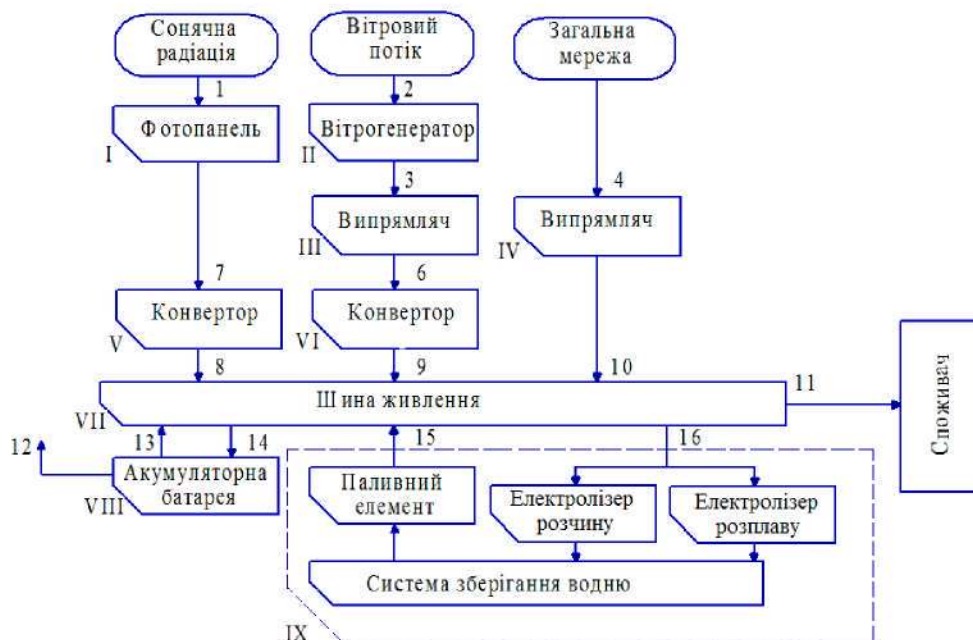 Сонячна
радіація
Вітровий
потік
Загальна
мережа
1
2
Фотопанель
I
Вітрогенератор
II
3
4
Випрямляч
III
Випрямляч
IV
7
6
Конвертор
V
Конвертор
VI
8
9
10
11
Шина живлення
VII
Споживач
12
13
14
15
16
Акумуляторна
батарея
VIII
Паливний
елемент
Електролізер
розчину
Електролізер
розплаву
Система зберігання водню
IX